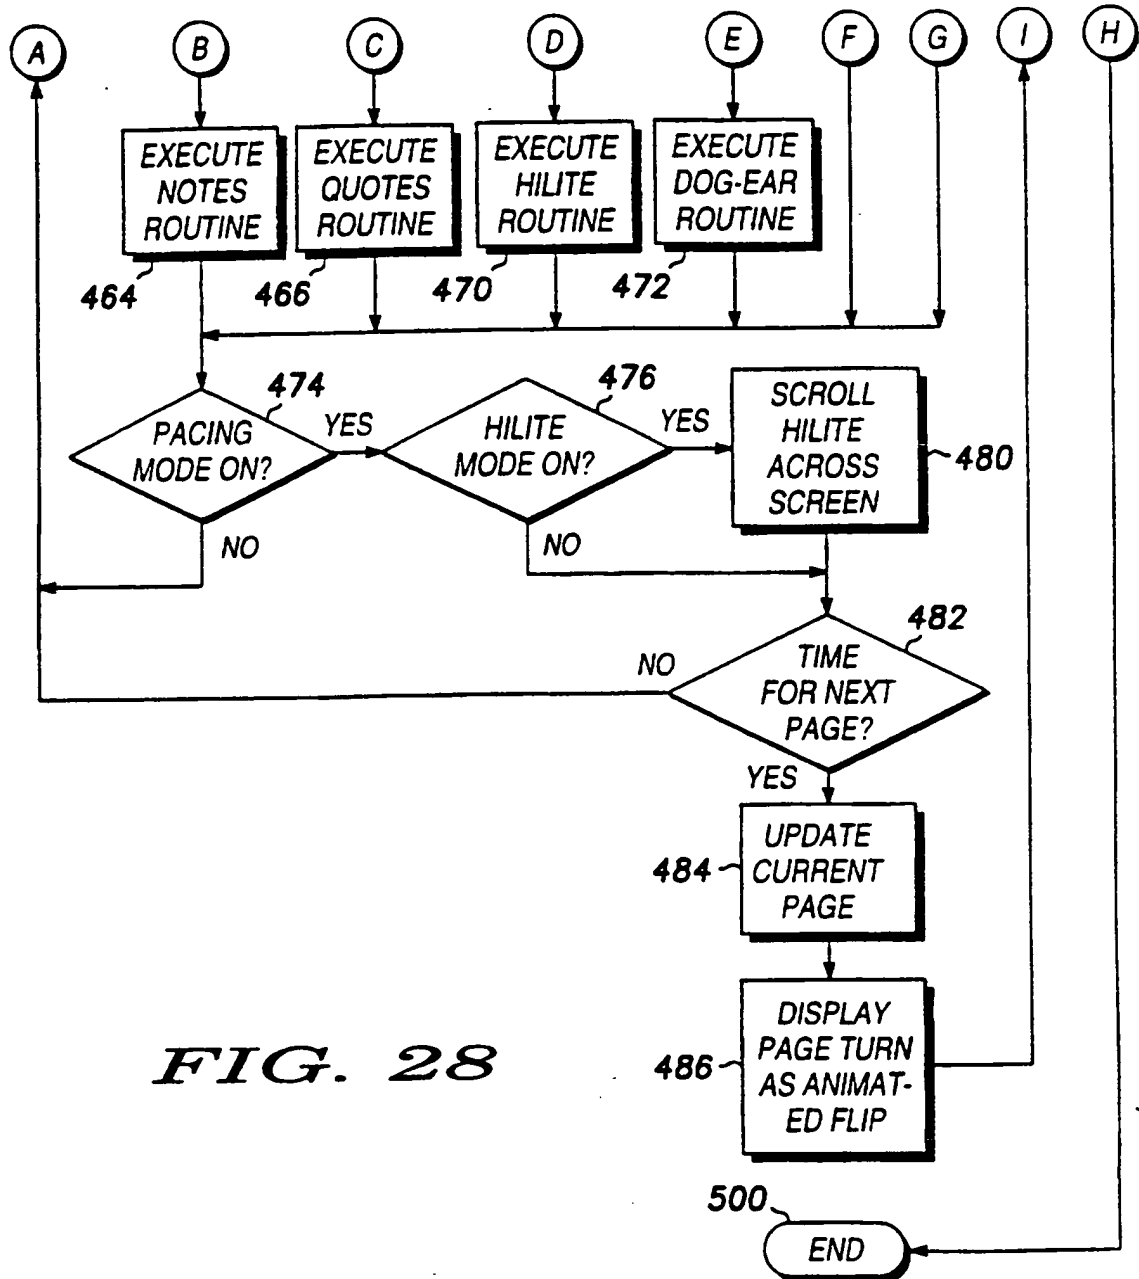 A
B
C
D
E
F
G
I
H
EXECUTE
NOTES
ROUTINE
EXECUTE
QUOTES
ROUTINE
EXECUTE
HILITE
ROUTINE
EXECUTE
DOG-EAR
ROUTINE
464
466
470
472
474
PACING
MODE ON?
YES
NO
476
HILITE
MODE ON?
YES
NO
SCROLL
HILITE
ACROSS
SCREEN
480
482
TIME
FOR NEXT
PAGE?
NO
YES
484
UPDATE
CURRENT
PAGE
486
DISPLAY
PAGE TURN
AS ANIMAT-
ED FLIP
FIG. 28
500
END